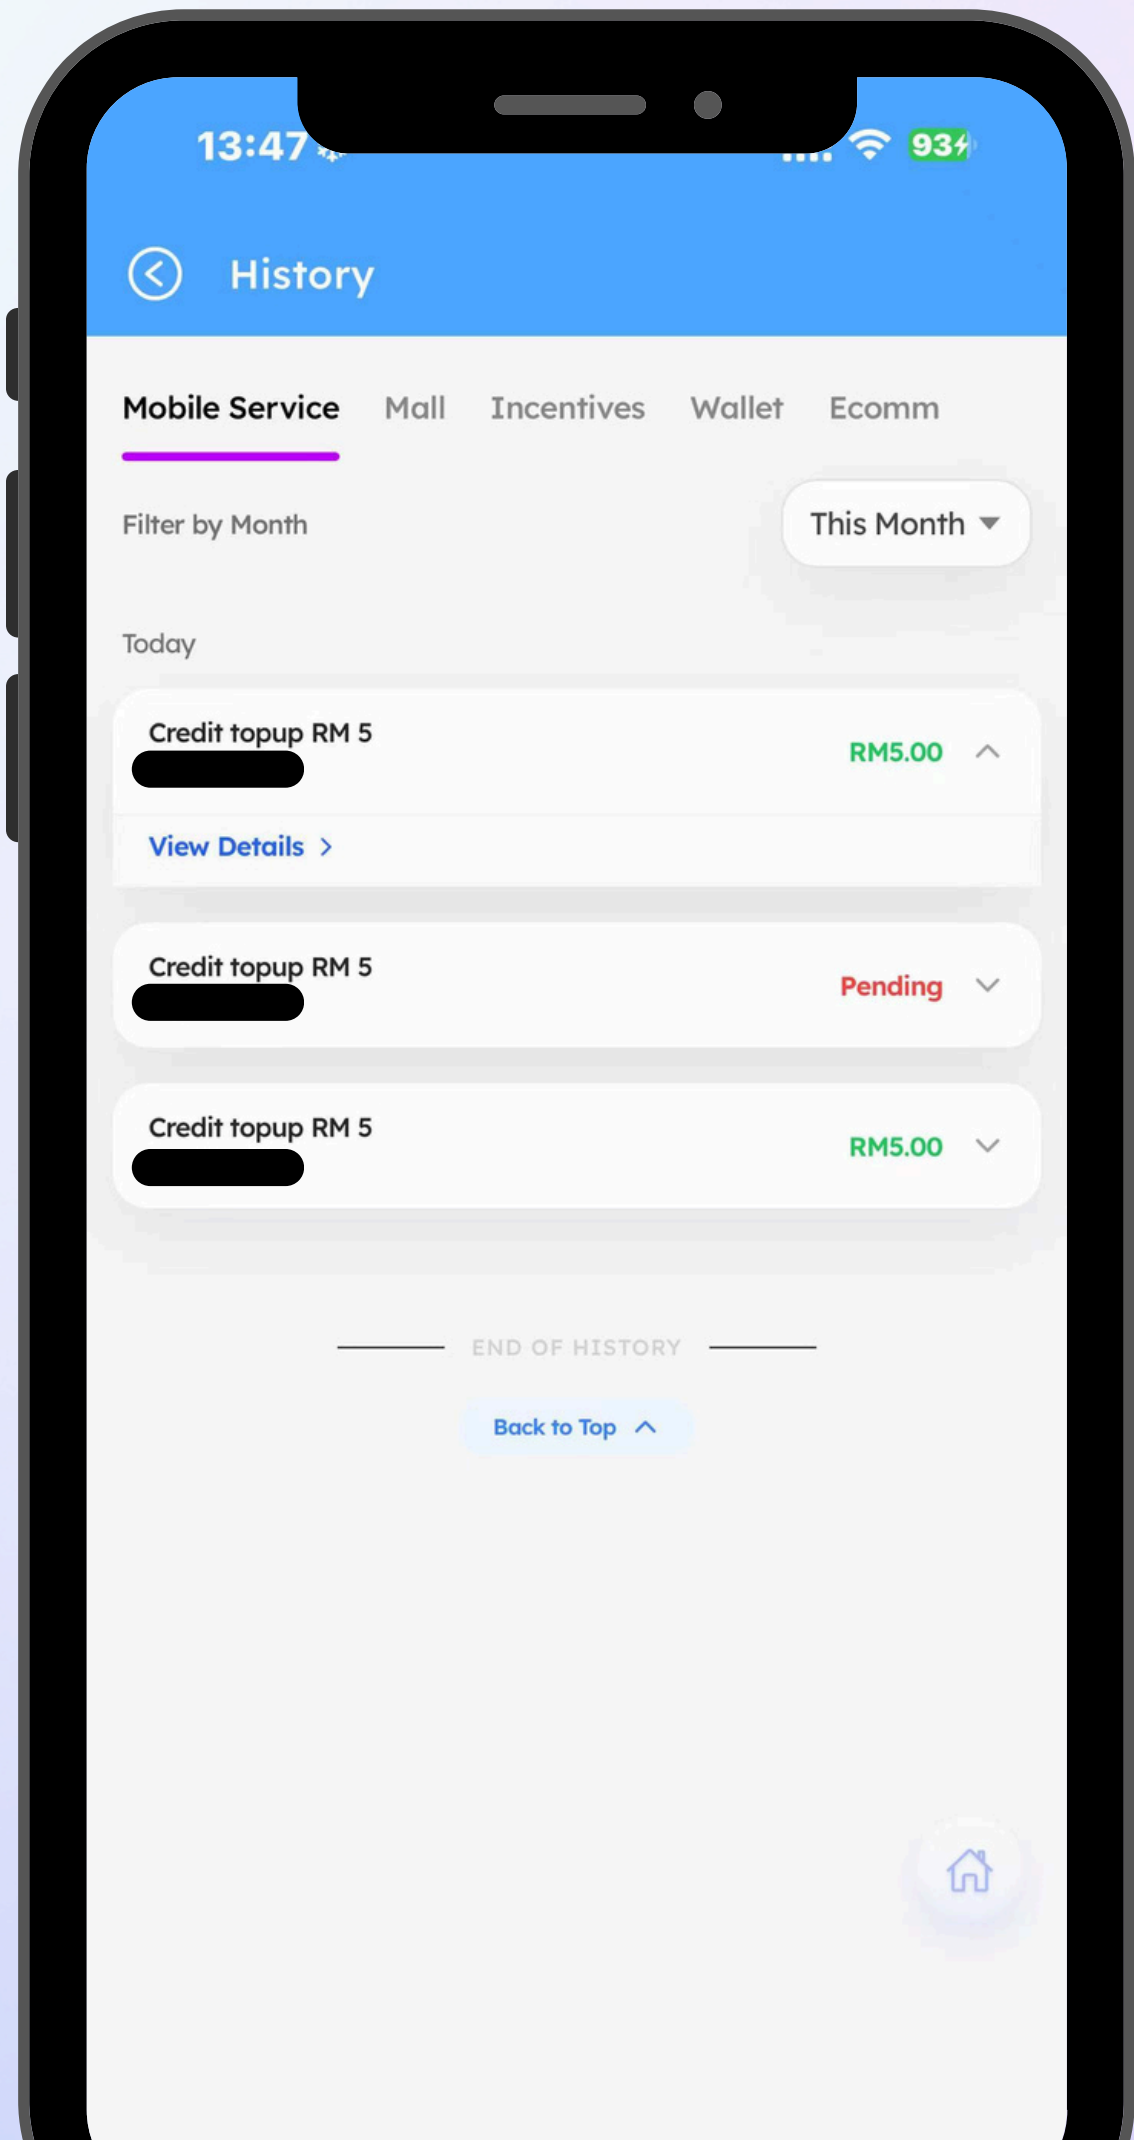 13:47
93
History
Mobile Service Mall Incentives Wallet Ecomm
Filter by Month This Month
Today
Credit topup RM 5
RM5.00
View Details
Credit topup RM 5
Pending
Credit topup RM 5
RM5.00
END OF HISTORY
Back to Top